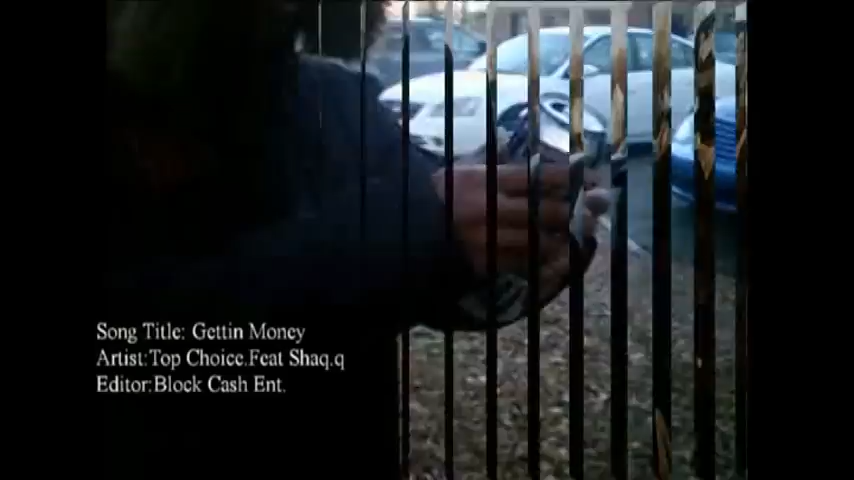 Song Title: Gettin Money
Artist:Top Choice.Feat Shaq.q
Editor:Block Cash Ent.